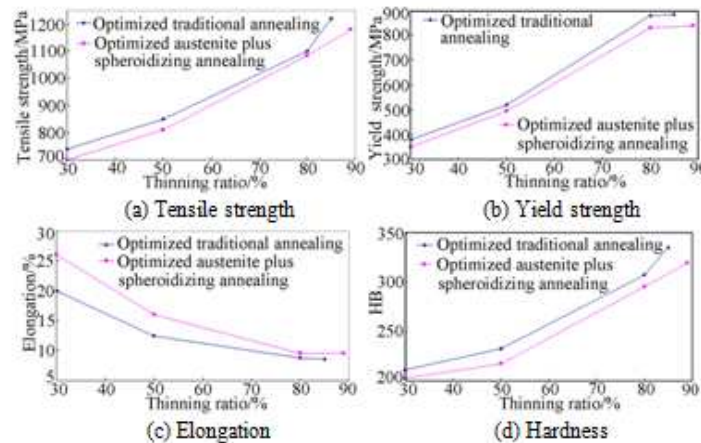 Tensile strength/MPa
1200
1100
1000
900
800
700
Optimized traditional annealing
Optimized austenite plus
spheroidizing annealing
30 40 50 60 70 80 90
Thinning ratio/%
(a) Tensile strength
Yield strength/MPa
900
800
700
600
500
400
300
Optimized traditional
annealing
Optimized austenite plus
spheroidizing annealing
30 40 50 60 70 80 90
Thinning ratio/%
(b) Yield strength
Elongation/%
30
25
20
15
10
5
Optimized traditional annealing
Optimized austenite plus
spheroidizing annealing
30 40 50 60 70 80 90
Thinning ratio/%
(c) Elongation
HB
350
300
250
200
Optimized traditional annealing
Optimized austenite plus
spheroidizing annealing
30 40 50 60 70 80 90
Thinning ratio/%
(d) Hardness